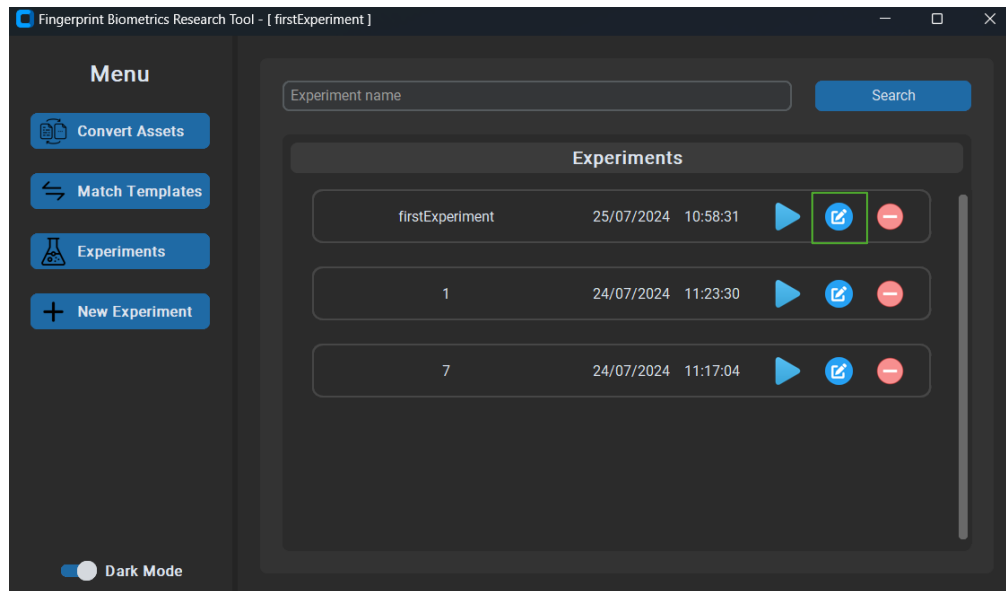 Fingerprint Biometrics Research Tool - [ firstExperiment ]
Menu
Convert Assets
Match Templates
Experiments
New Experiment
Dark Mode
Experiment name
Search
Experiments
firstExperiment 25/07/2024 10:58:31
1 24/07/2024 11:23:30
7 24/07/2024 11:17:04